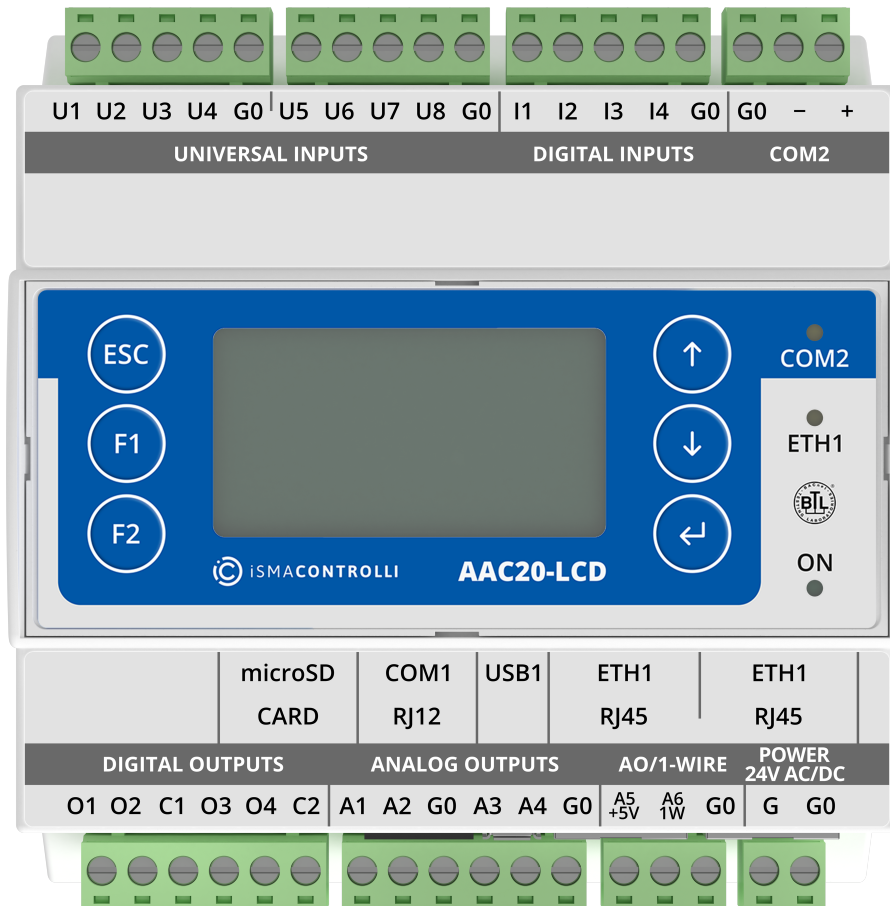 U1 U2 U3 U4 G0 U5 U6 U7 U8 G0 I1 I2 I3 I4 G0 G0 − +
UNIVERSAL INPUTS DIGITAL INPUTS COM2
ESC
F1
F2
↑
↓
↵
COM2
ETH1
BTL
ON
iSMACONTROLLI AAC20-LCD
microSD COM1 USB1 ETH1 ETH1
CARD RJ12 RJ45 RJ45
DIGITAL OUTPUTS ANALOG OUTPUTS AO/1-WIRE POWER
24V AC/DC
O1 O2 C1 O3 O4 C2 A1 A2 G0 A3 A4 G0 A5 A6 G0 G G0
+5V 1W